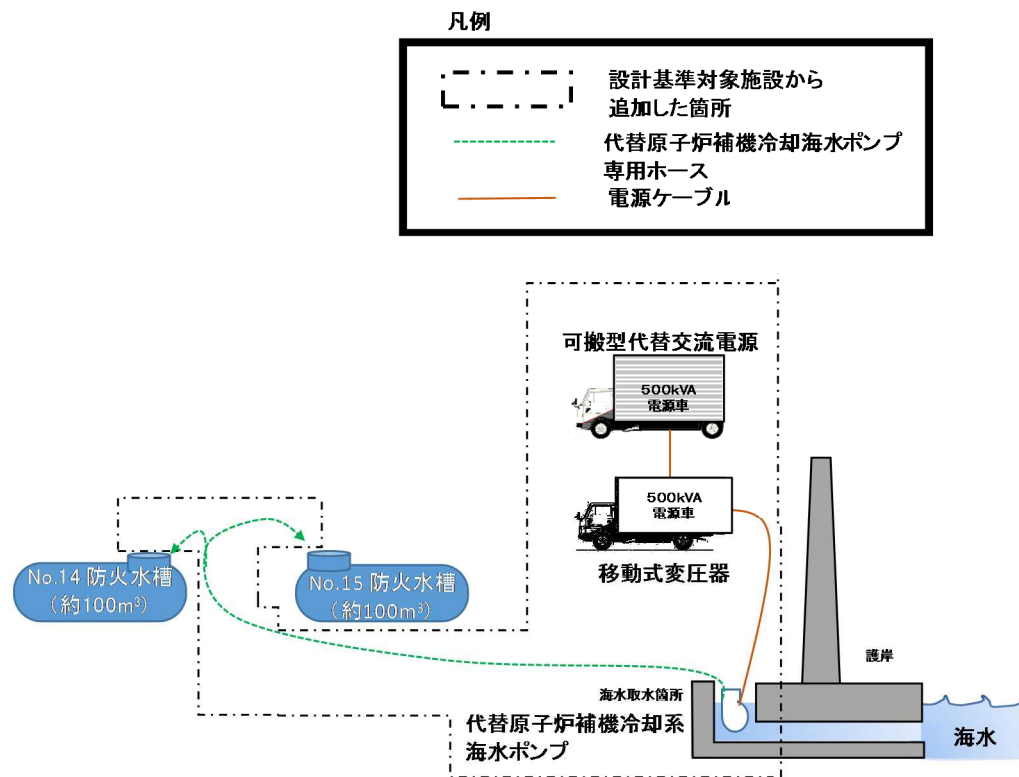 凡例
設計基準対象施設から
追加した箇所
代替原子炉補機冷却海水ポンプ
専用ホース
電源ケーブル
可搬型代替交流電源
500kVA
電源車
500kVA
電源車
移動式変圧器
No.14 防火水槽
（約100m³）
No.15 防火水槽
（約100m³）
護岸
海水取水箇所
代替原子炉補機冷却系
海水ポンプ
海水